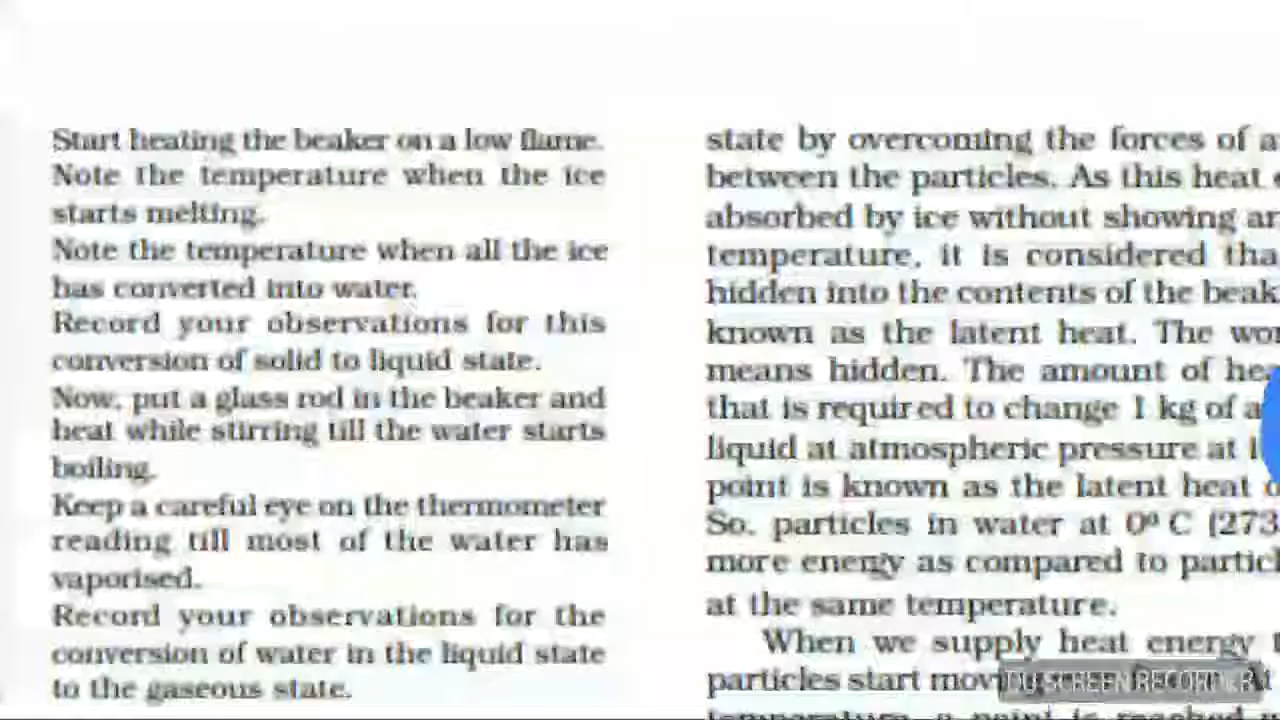 Start heating the beaker on a low flame.
Note the temperature when the ice
starts melting.
Note the temperature when all the ice
has converted into water.
Record your observations for this
conversion of solid to liquid state.
Now, put a glass rod in the beaker and
heat while stirring till the water starts
boiling.
Keep a careful eye on the thermometer
reading till most of the water has
vaporised.
Record your observations for the
conversion of water in the liquid state
to the gaseous state.
state by overcoming the forces of a
between the particles. As this heat
absorbed by ice without showing
temperature, it is considered
hidden into the contents of the
known as the latent heat. The
means hidden. The amount of
that is required to change 1 kg of a
liquid at atmospheric pressure at
point is known as the latent heat
So, particles in water at 0º C (273
more energy as compared to
at the same temperature.
When we supply heat energy
particles start
temperature, a point is reached
SCREEN RECORDER